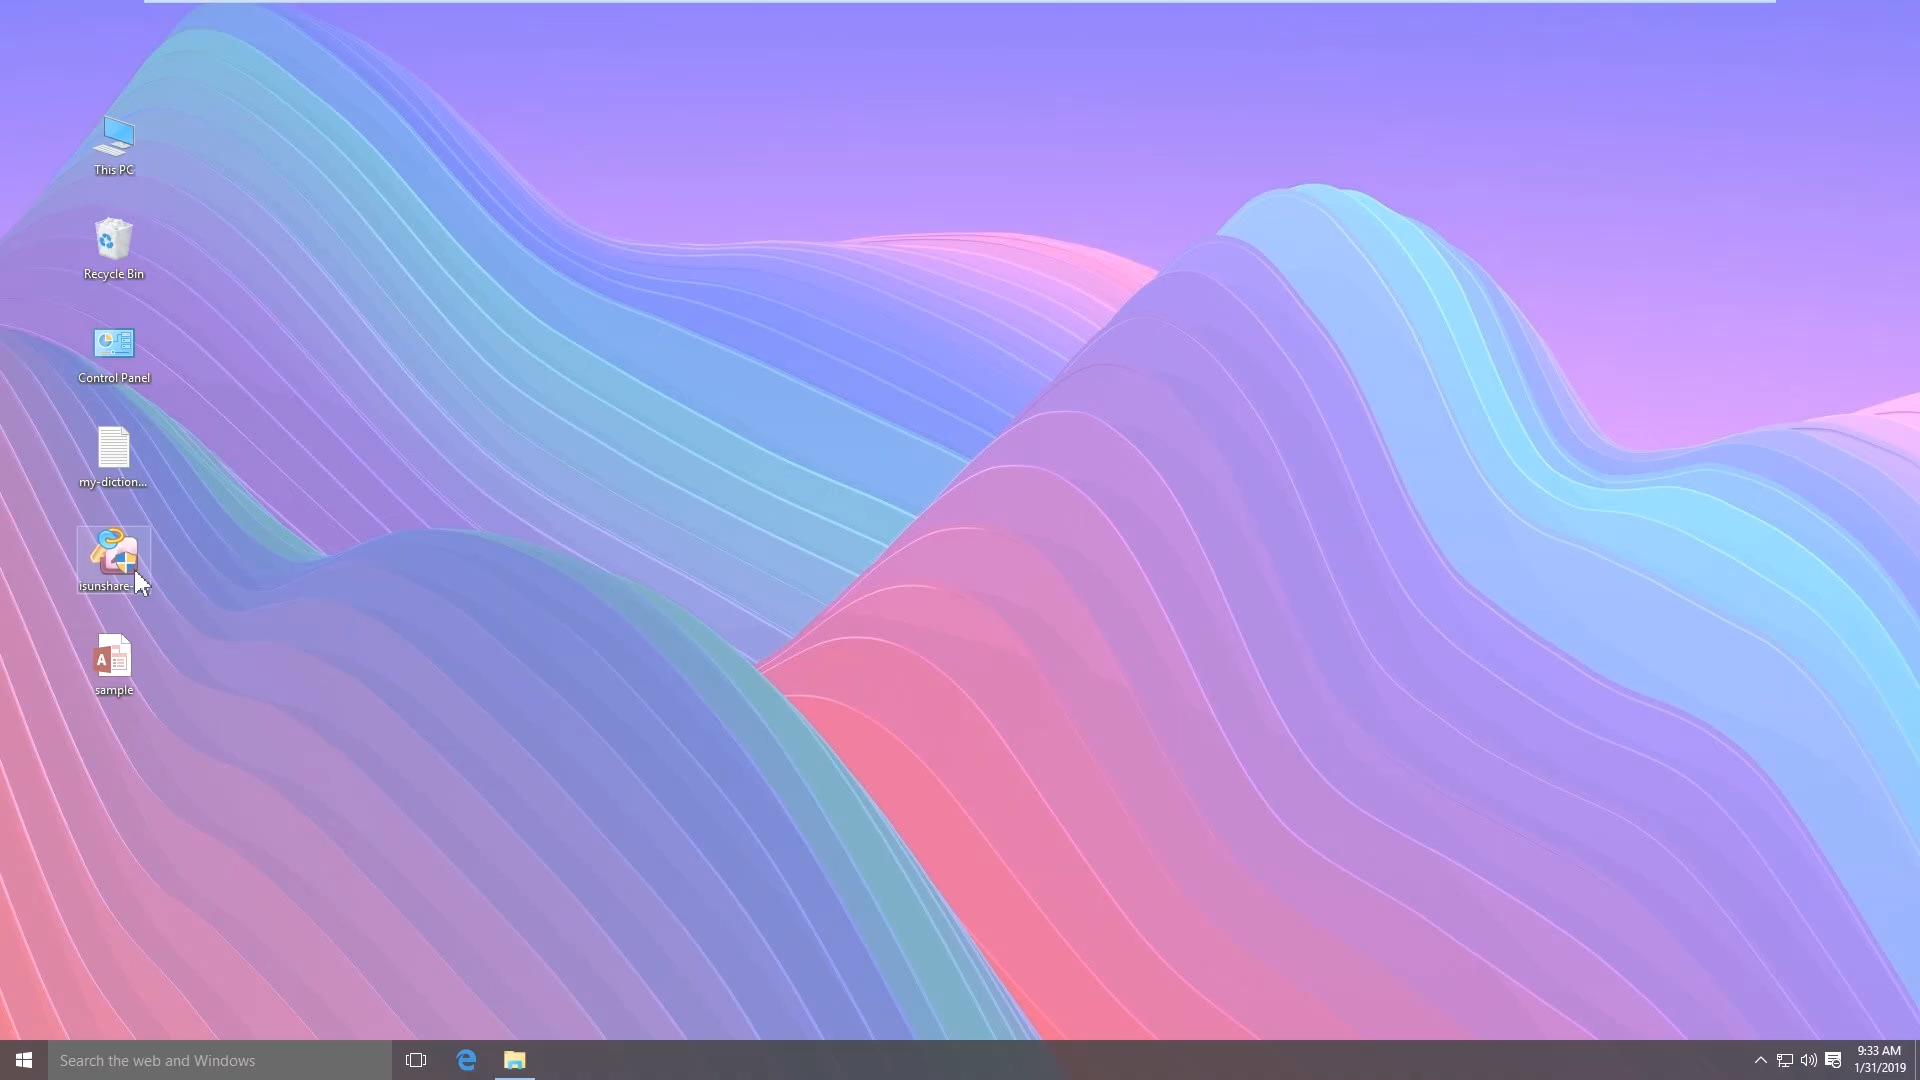 This PC
Recycle Bin
Control Panel
my-diction...
isunshare-
sample
Search the web and Windows
9:33 AM
1/31/2019